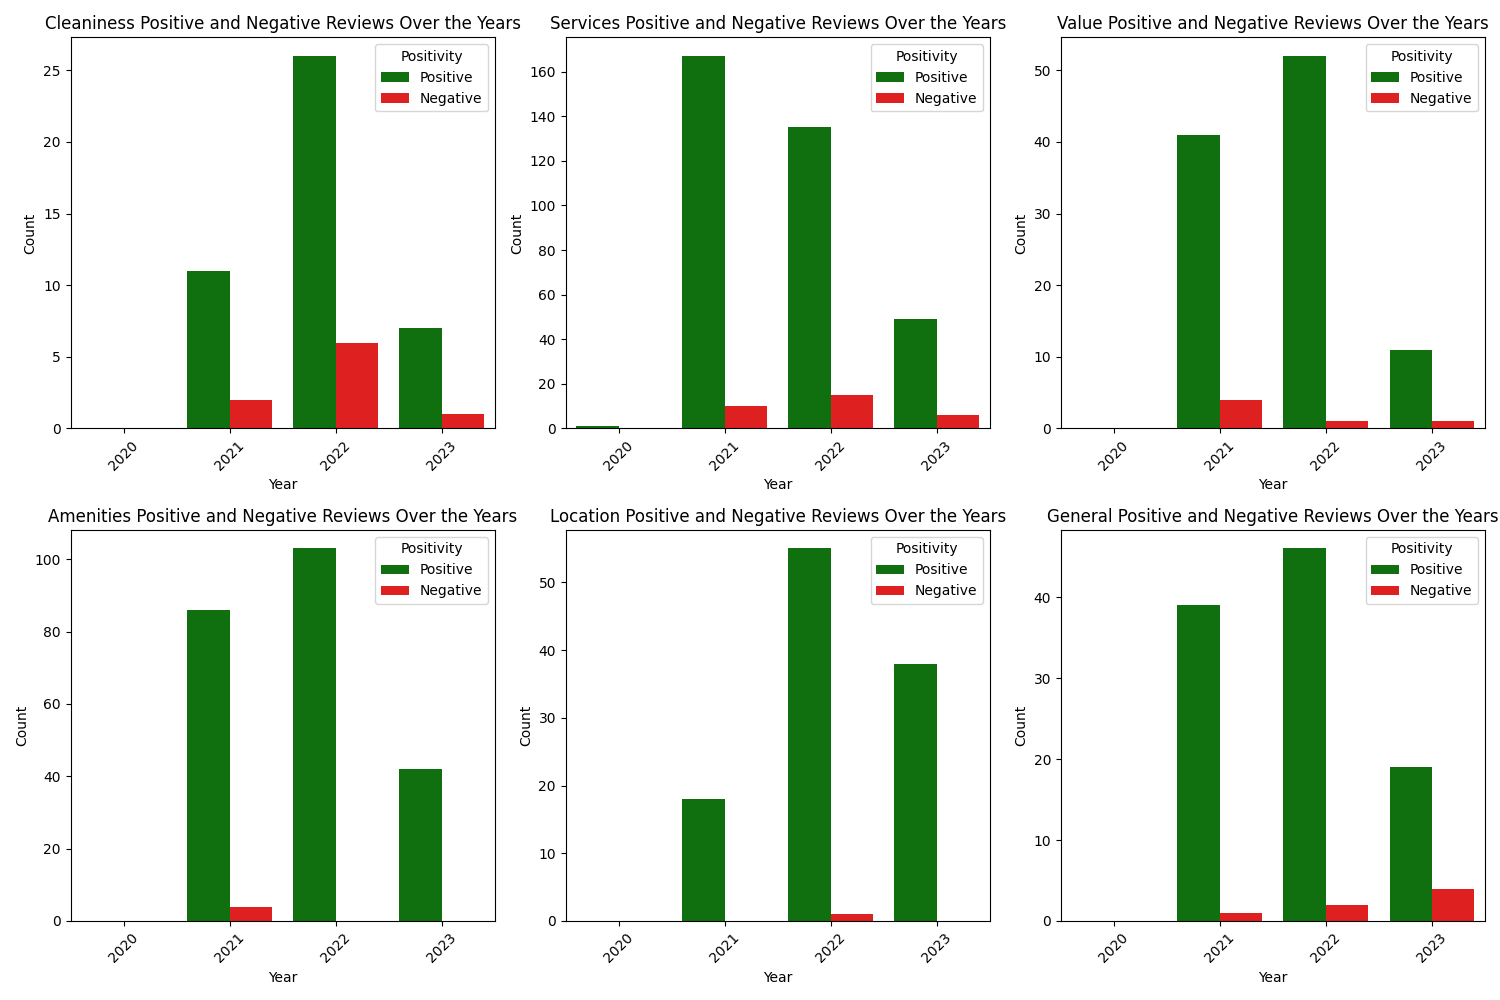 Cleaniness Positive and Negative Reviews Over the Years
Positivity
Positive
Negative
25
20
15
10
5
0
Count
2020
2021
2022
2023
Year
Services Positive and Negative Reviews Over the Years
Positivity
Positive
Negative
160
140
120
100
80
60
40
20
0
Count
2020
2021
2022
2023
Year
Value Positive and Negative Reviews Over the Years
Positivity
Positive
Negative
50
40
30
20
10
0
Count
2020
2021
2022
2023
Year
Amenities Positive and Negative Reviews Over the Years
Positivity
Positive
Negative
100
80
60
40
20
0
Count
2020
2021
2022
2023
Year
Location Positive and Negative Reviews Over the Years
Positivity
Positive
Negative
50
40
30
20
10
0
Count
2020
2021
2022
2023
Year
General Positive and Negative Reviews Over the Years
Positivity
Positive
Negative
40
30
20
10
0
Count
2020
2021
2022
2023
Year